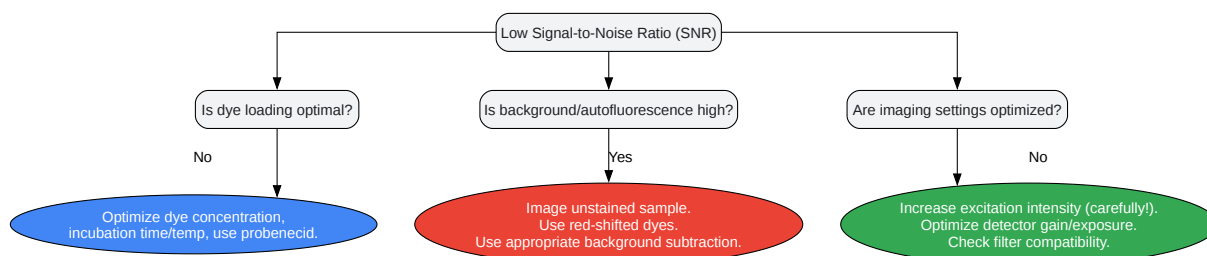 Low Signal-to-Noise Ratio (SNR)
Is dye loading optimal?
Is background/autofluorescence high?
Are imaging settings optimized?
No
Yes
No
Optimize dye concentration,
incubation time/temp, use probenecid.
Image unstained sample.
Use red-shifted dyes.
Use appropriate background subtraction.
Increase excitation intensity (carefully!).
Optimize detector gain/exposure.
Check filter compatibility.